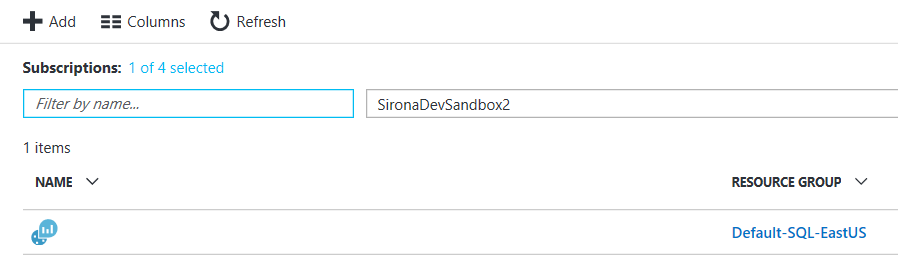 Add Columns Refresh
Subscriptions: 1 of 4 selected
Filter by name... SironaDevSandbox2
1 items
NAME RESOURCE GROUP
Default-SQL-EastUS